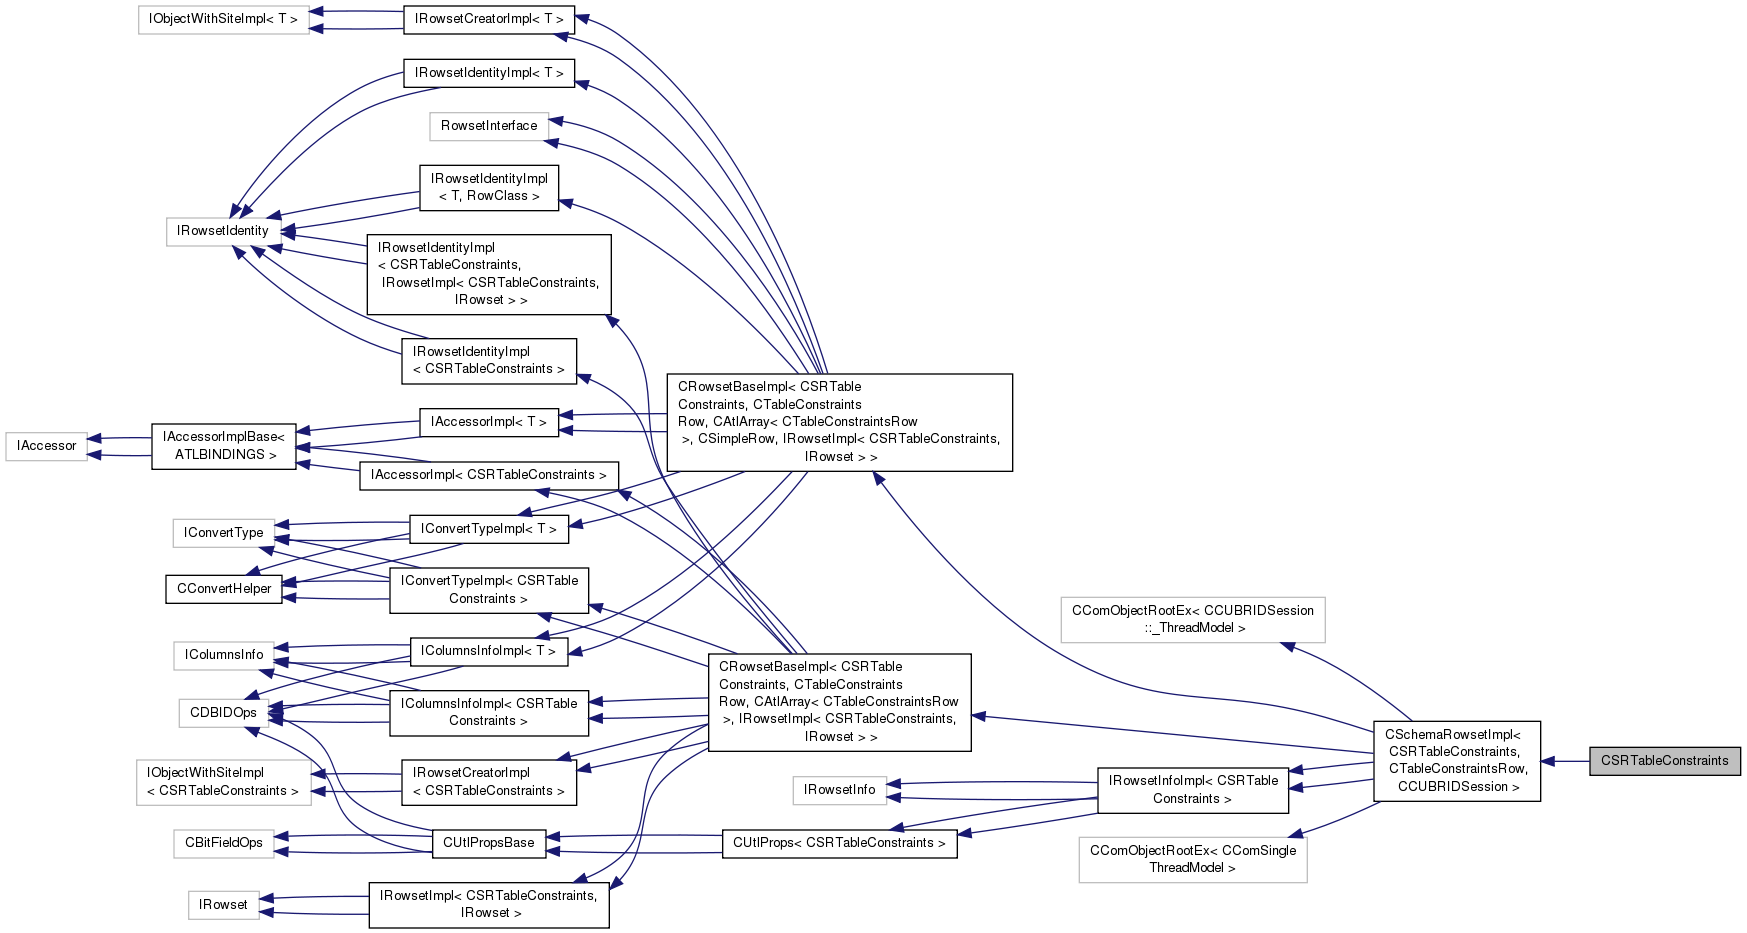 IObjectWithSiteImpl< T >
IRowsetCreatorImpl< T >
IRowsetIdentityImpl< T >
RowsetInterface
IRowsetIdentityImpl
< T, RowClass >
IRowsetIdentity
IRowsetIdentityImpl
< CSRTableConstraints,
IRowsetImpl< CSRTableConstraints,
IRowset > >
IRowsetIdentityImpl
< CSRTableConstraints >
CRowsetBaseImpl< CSRTable
Constraints, CTableConstraints
Row, CAtlArray< CTableConstraintsRow
>, CSimpleRow, IRowsetImpl< CSRTableConstraints,
IRowset > >
IAccessor
IAccessorImplBase<
ATLBINDINGS >
IAccessorImpl< T >
IAccessorImpl< CSRTableConstraints >
IConvertType
IConvertTypeImpl< T >
CConvertHelper
IConvertTypeImpl< CSRTable
Constraints >
CComObjectRootEx< CCUBRIDSession
::_ThreadModel >
IColumnsInfo
IColumnsInfoImpl< T >
CDBIDOps
IColumnsInfoImpl< CSRTable
Constraints >
CRowsetBaseImpl< CSRTable
Constraints, CTableConstraints
Row, CAtlArray< CTableConstraintsRow
>, IRowsetImpl< CSRTableConstraints,
IRowset > >
CSchemaRowsetImpl<
CSRTableConstraints,
CTableConstraintsRow,
CCUBRIDSession >
CSRTableConstraints
IObjectWithSiteImpl
< CSRTableConstraints >
IRowsetCreatorImpl
< CSRTableConstraints >
IRowsetInfo
IRowsetInfoImpl< CSRTable
Constraints >
CBitFieldOps
CUtlPropsBase
CUtlProps< CSRTableConstraints >
CComObjectRootEx< CComSingle
ThreadModel >
IRowset
IRowsetImpl< CSRTableConstraints,
IRowset >